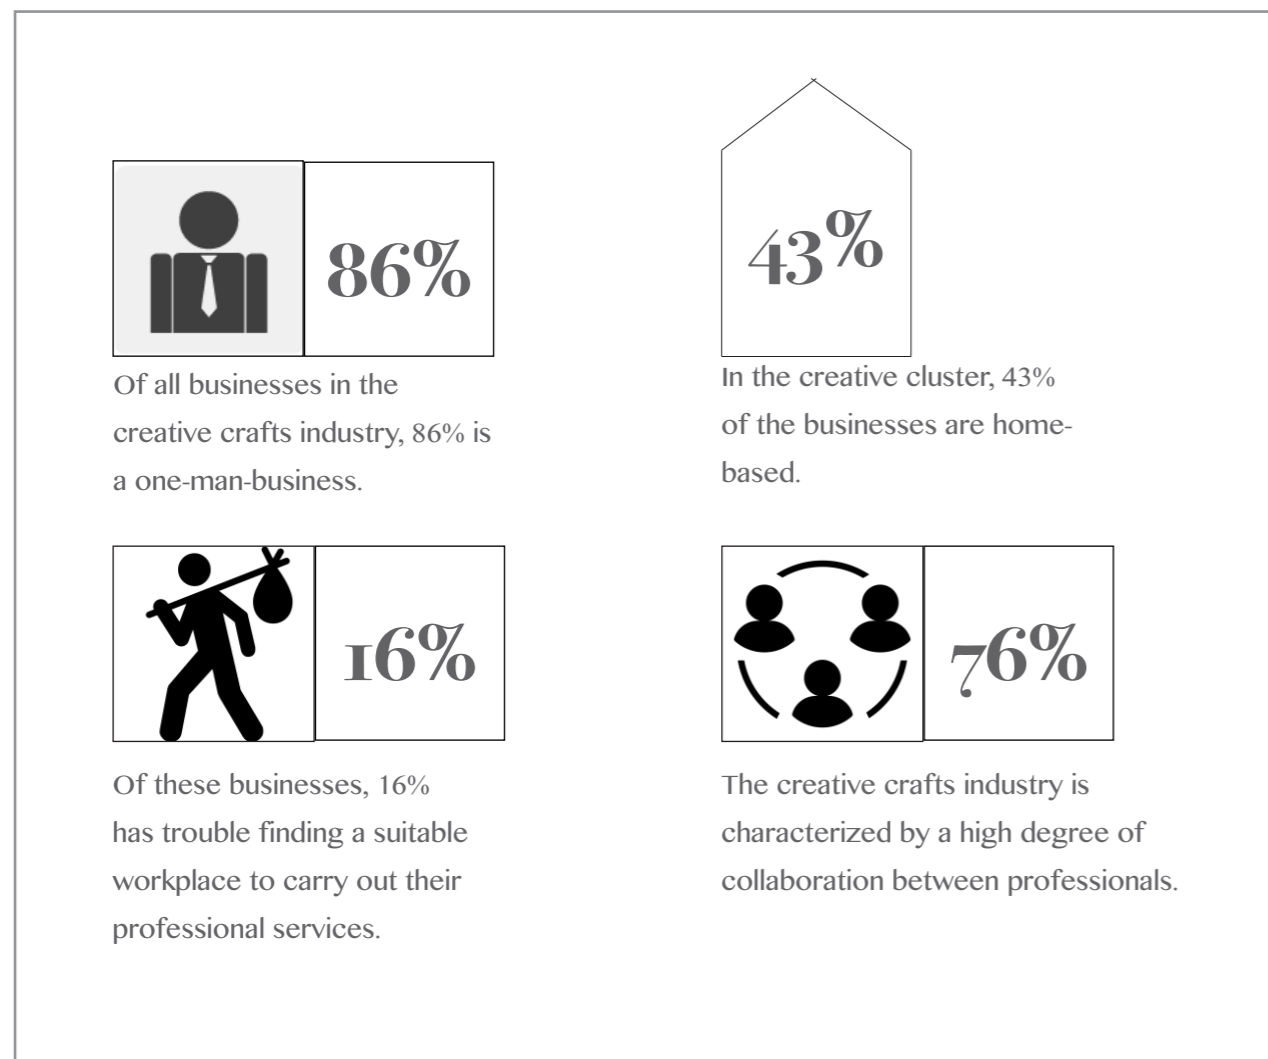 86%
Of all businesses in the
creative crafts industry, 86% is
a one-man-business.
43%
In the creative cluster, 43%
of the businesses are home-
based.
16%
Of these businesses, 16%
has trouble finding a suitable
workplace to carry out their
professional services.
76%
The creative crafts industry is
characterized by a high degree of
collaboration between professionals.